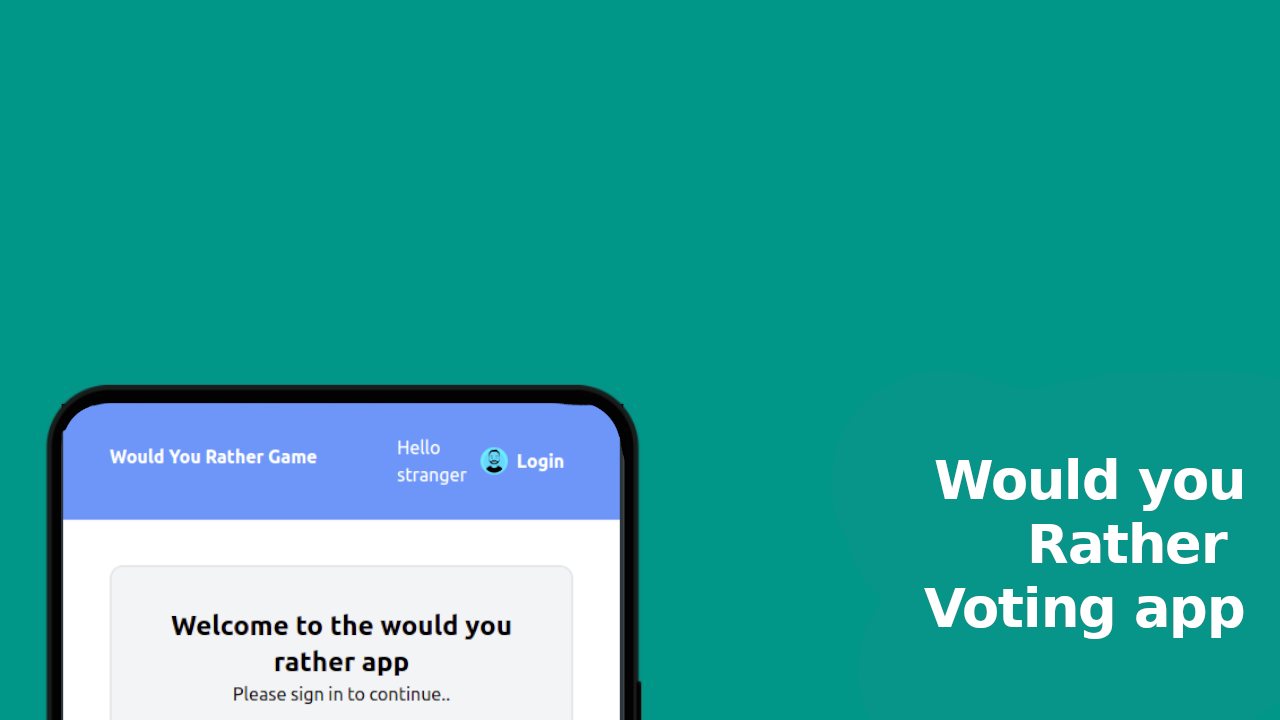 Would You Rather Game
Hello
stranger
Login
Welcome to the would you
rather app
Please sign in to continue..
Would you
Rather
Voting app